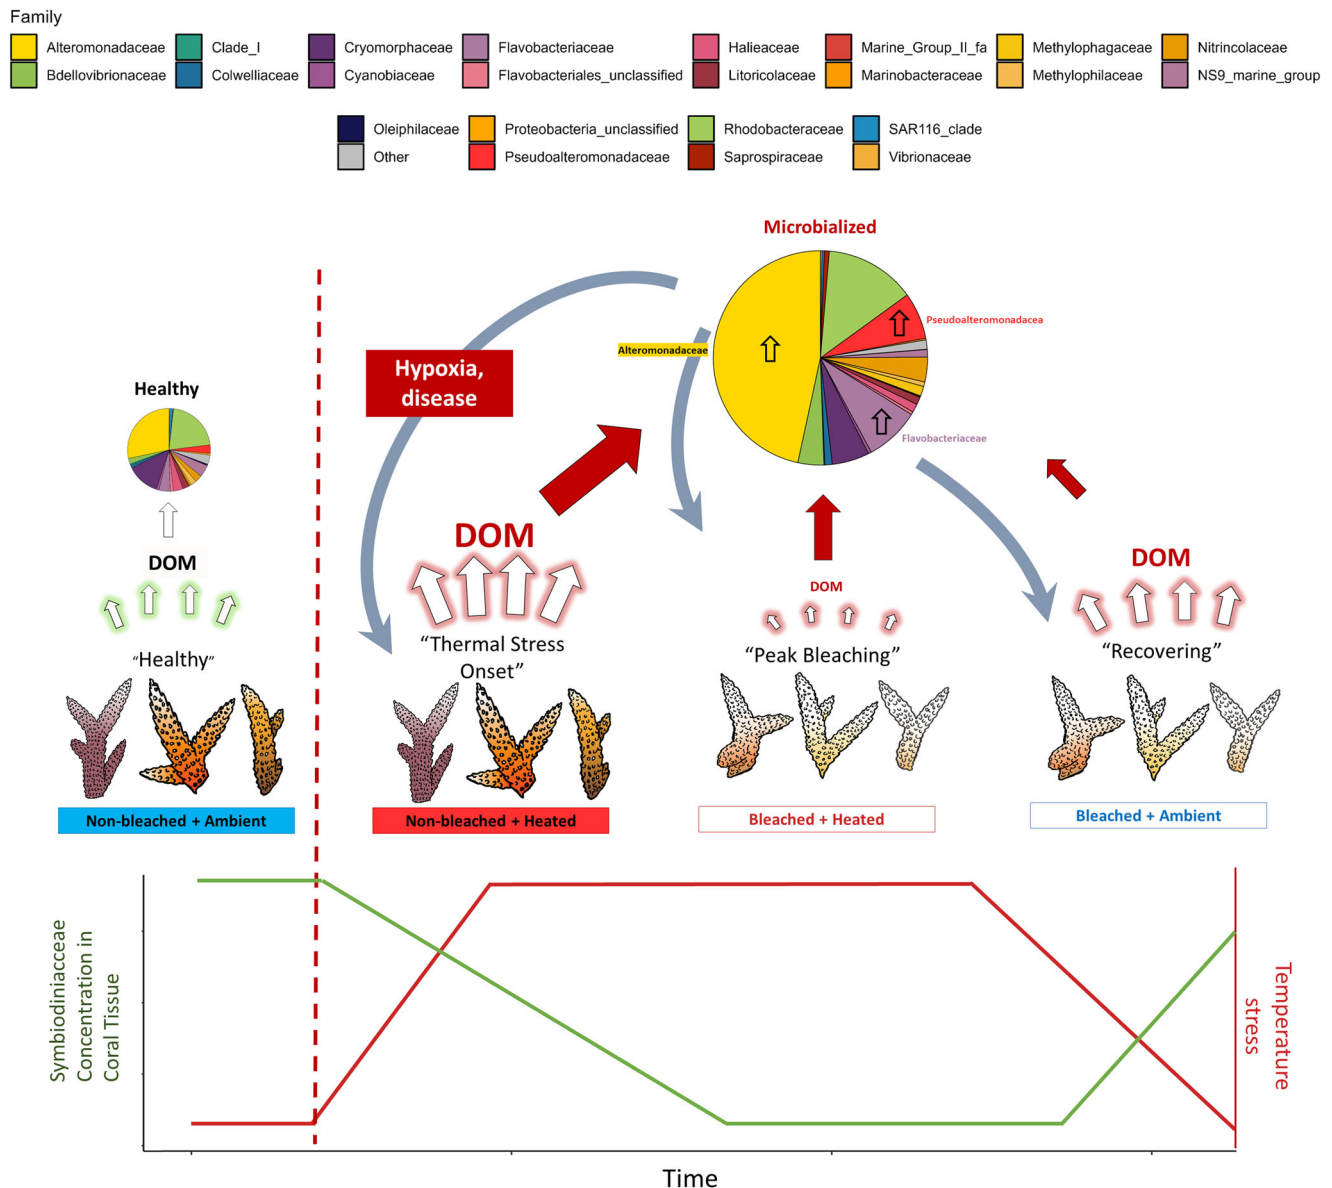 Family
Alteromonadaceae
Clade_I
Cryomorphaceae
Flavobacteriaceae
Halieaceae
Marine_Group_II_fa
Methylophagaceae
Nitrincolaceae
Bdellovibrionaceae
Colwelliaceae
Cyanobiaceae
Flavobacteriales_unclassified
Litoricolaceae
Marinobacteraceae
Methylophilaceae
NS9_marine_group
Oleiphilaceae
Proteobacteria_unclassified
Rhodobacteraceae
SAR116_clade
Other
Pseudoalteromonadaceae
Saprospiraceae
Vibrionaceae
Microbialized
Pseudoalteromonadacea
Alteromonadaceae
Flavobacteriaceae
Hypoxia,
disease
Healthy
DOM
DOM
DOM
DOM
"Healthy"
“Thermal Stress
Onset”
“Peak Bleaching”
“Recovering”
Non-bleached + Ambient
Non-bleached + Heated
Bleached + Heated
Bleached + Ambient
Symbiodiniacceae
Concentration in
Coral Tissue
Temperature
stress
Time